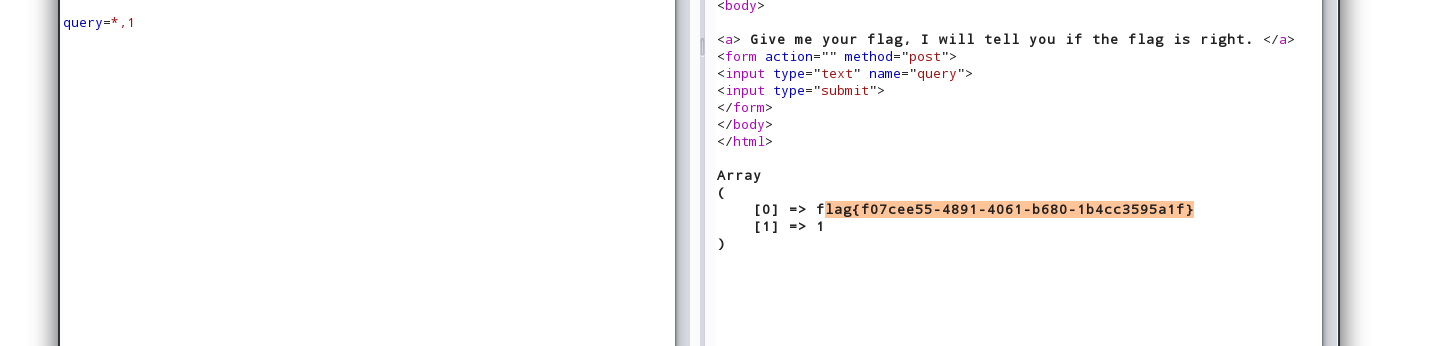 query=*,1
<body>
<a> Give me your flag, I will tell you if the flag is right. </a>
<form action="" method="post">
<input type="text" name="query">
<input type="submit">
</form>
</body>
</html>
Array
(
[0] => flag{f07cee55-4891-4061-b680-1b4cc3595a1f}
[1] => 1
)